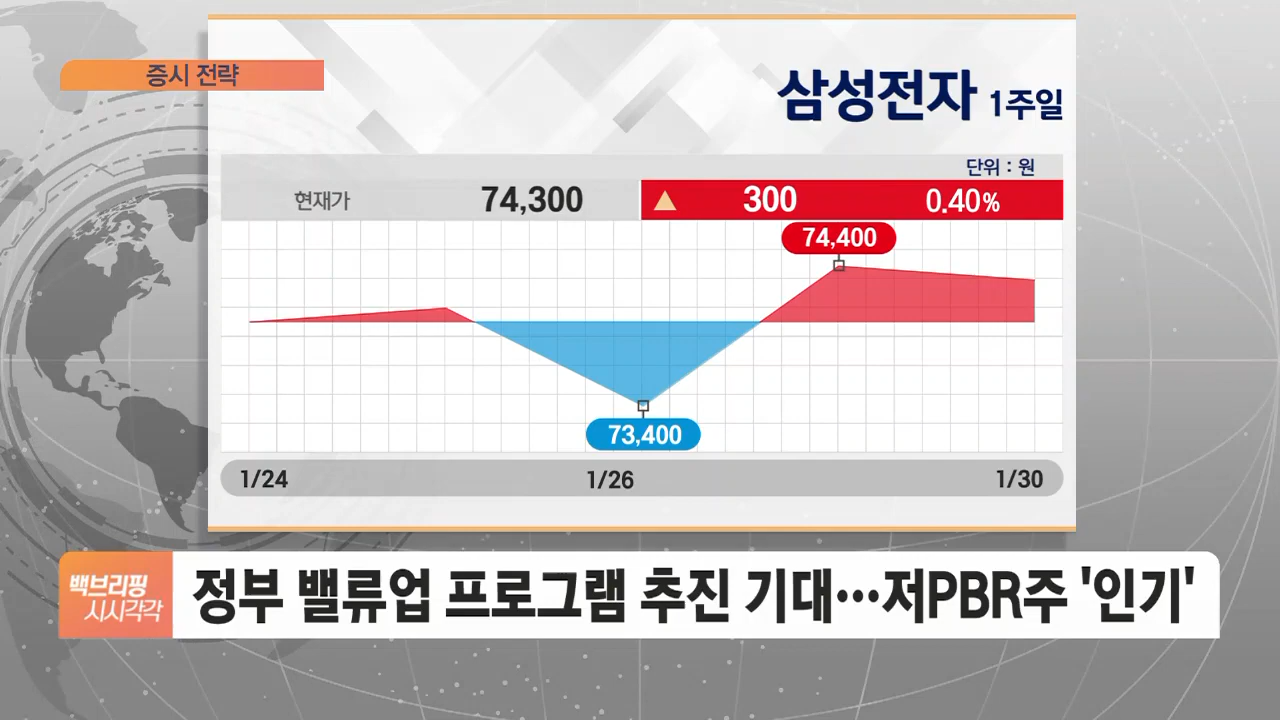 증시 전략
삼성전자 1주일
단위 : 원
현재가 74,300 ▲ 300 0.40%
74,400
73,400
1/24 1/26 1/30
백브리핑
시시각각
정부 밸류업 프로그램 추진 기대…저PBR주 '인기'